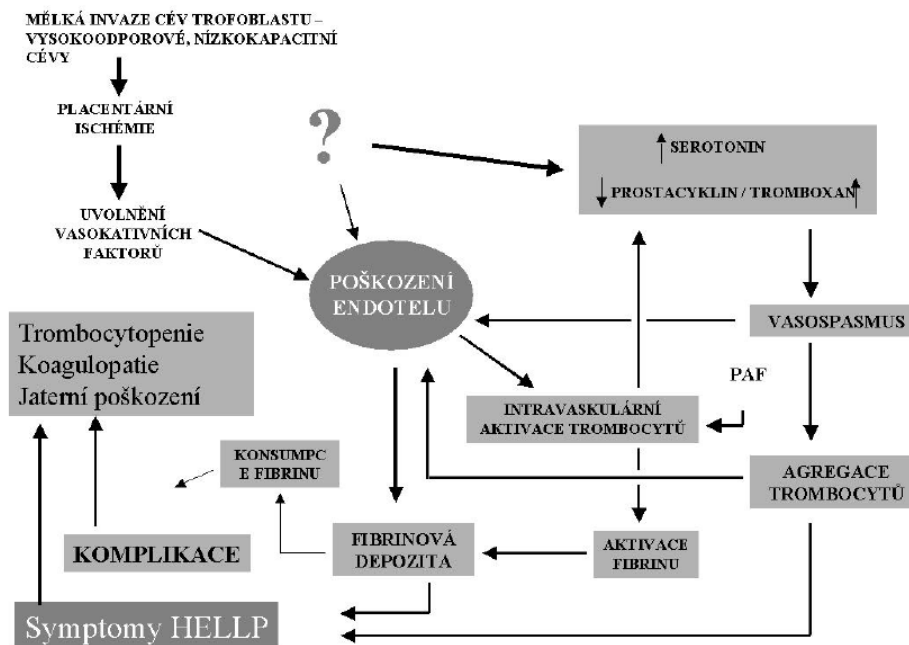 MĚLKÁ INVAZE CÉV TROFOBLASTU –
VYSOKOODPOROVÉ, NÍZKOKAPACITNÍ
CÉVY
PLACENTÁRNÍ
ISCHÉMIE
?
SEROTONIN
PROSTACYKLIN / TROMBOXAN
UVOLNĚNÍ
VASOKATIVNÍCH
FAKTORŮ
POŠKOZENÍ
ENDOTELU
VASOSPASMUS
Trombocytopenie
Koagulopatie
Jaterní poškození
PAF
INTRAVASKULÁRNÍ
AKTIVACE TROMBOCYTŮ
KONSUMPC
E FIBRINU
AGREGACE
TROMBOCYTŮ
KOMPLIKACE
FIBRINOVÁ
DEPOZITA
AKTIVACE
FIBRINU
Symptomy HELLP